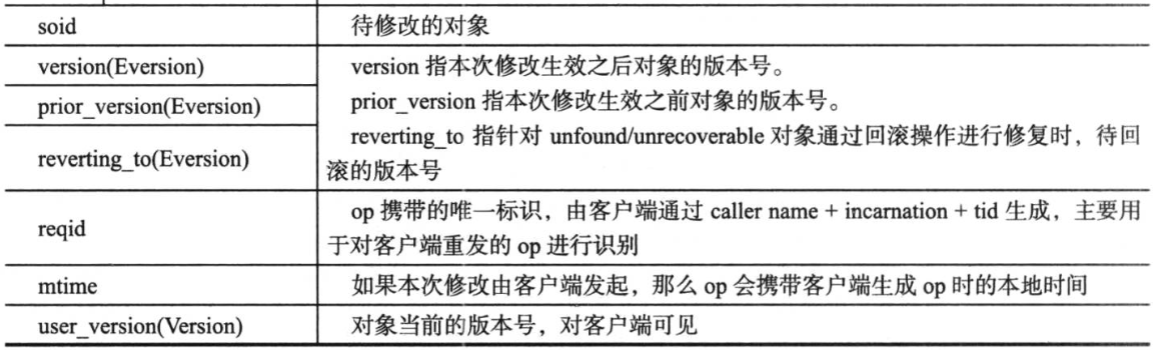 soid 待修改的对象
version(Eversion) version 指本次修改生效之后对象的版本号。
prior_version(Eversion) prior_version 指本次修改生效之前对象的版本号。
reverting_to(Eversion) reverting_to 指针对 unfound/unrecoverable 对象通过回滚操作进行修复时，待回
滚的版本号
reqid op 携带的唯一标识，由客户端通过 caller name + incarnation + tid 生成，主要用
于对客户端重发的 op 进行识别
mtime 如果本次修改由客户端发起，那么 op 会携带客户端生成 op 时的本地时间
user_version(Version) 对象当前的版本号，对客户端可见